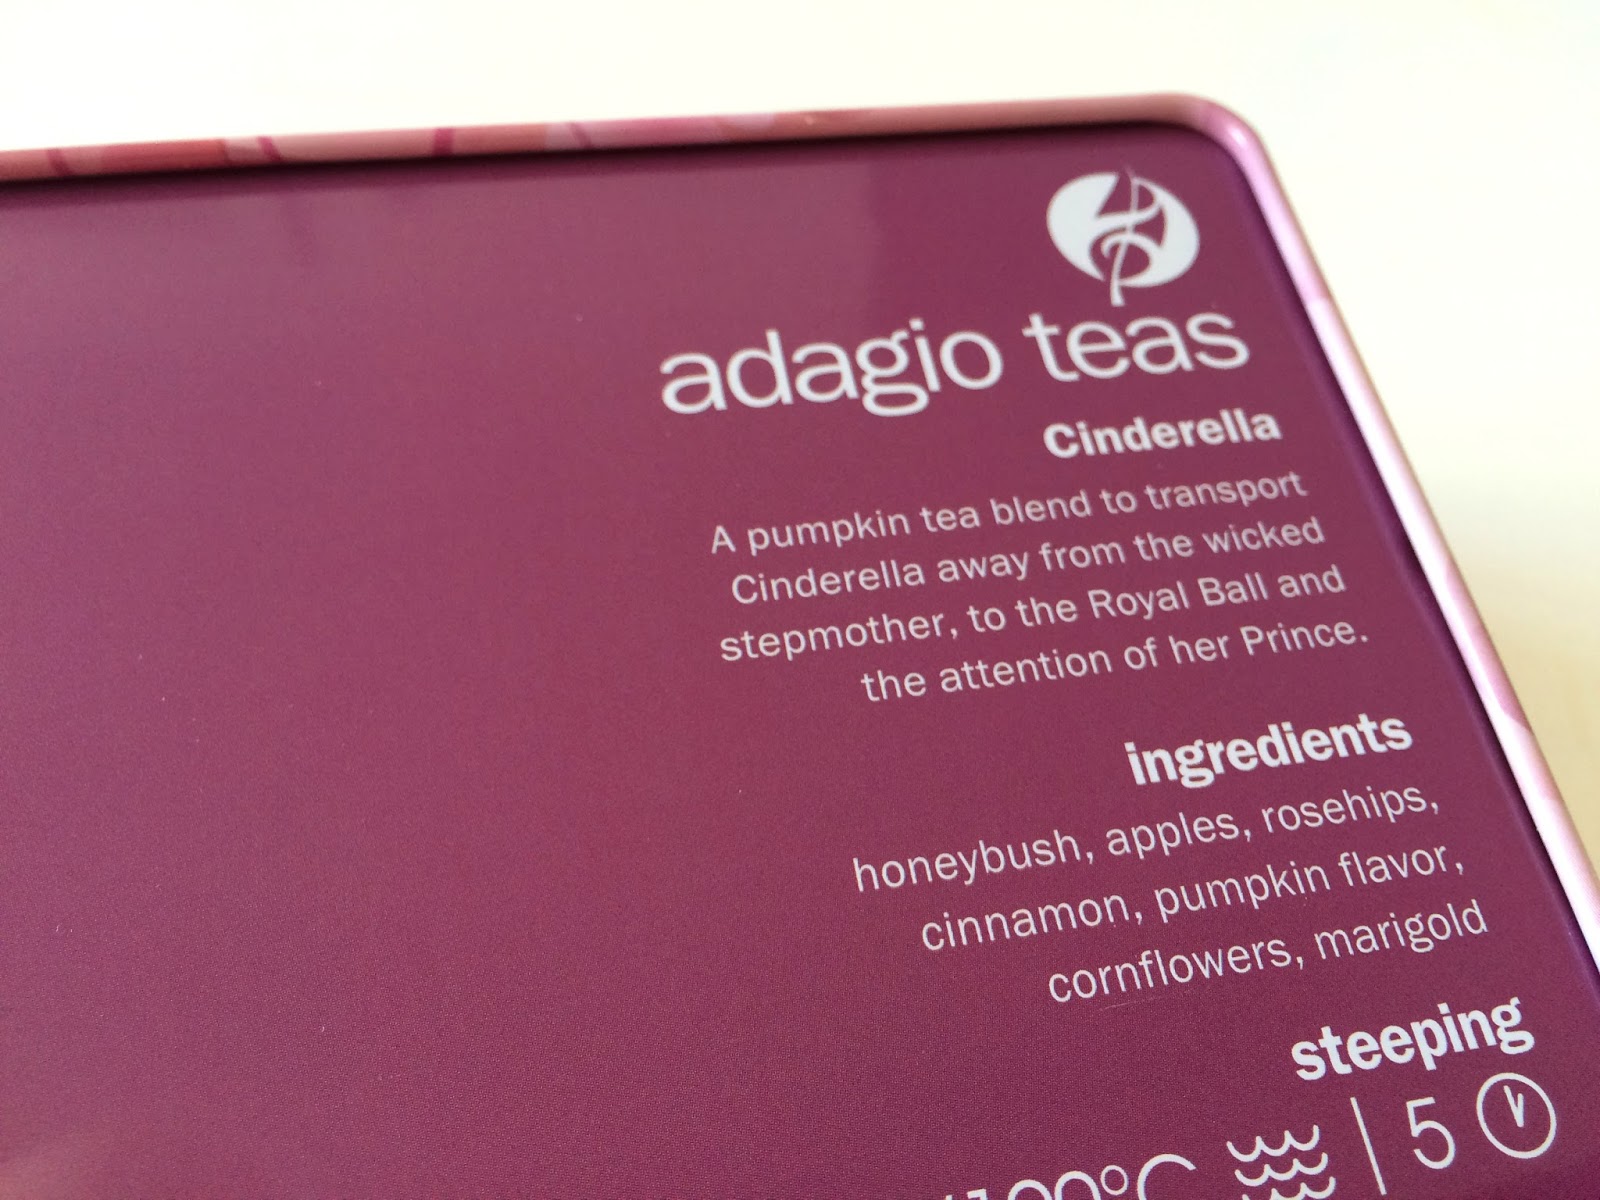 adagio teas
Cinderella
A pumpkin tea blend to transport
Cinderella away from the wicked
stepmother, to the Royal Ball and
the attention of her Prince.
ingredients
honeybush, apples, rosehips,
cinnamon, pumpkin flavor,
cornflowers, marigold
steeping
100°C | 5